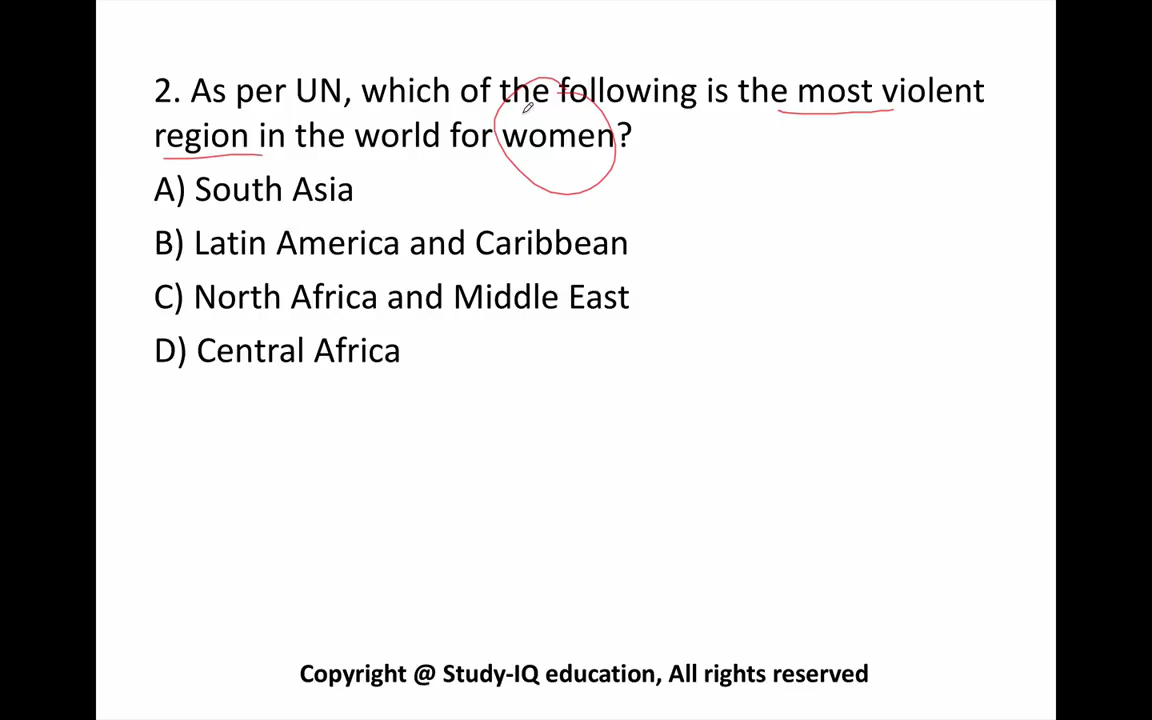 2. As per UN, which of the following is the most violent
region in the world for women?
A) South Asia
B) Latin America and Caribbean
C) North Africa and Middle East
D) Central Africa
Copyright @ Study-IQ education, All rights reserved